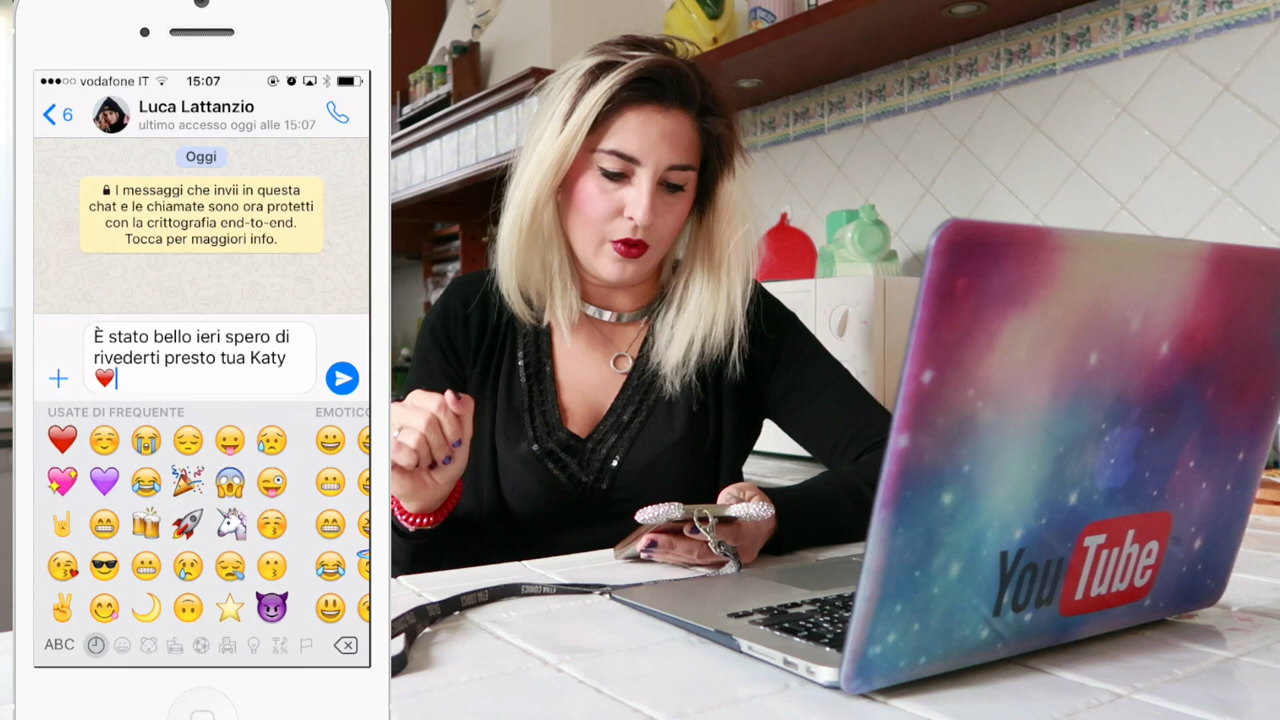 vodafone IT
15:07
6
Luca Lattanzio
ultimo accesso oggi alle 15:07
Oggi
I messaggi che invii in questa
chat e le chiamate sono ora protetti
con la crittografia end-to-end.
Tocca per maggiori info.
È stato bello ieri spero di
rivederti presto tua Katy
❤️
USATE DI FREQUENTE
EMOTICO
ABC
ETNA COMICS
YouTube